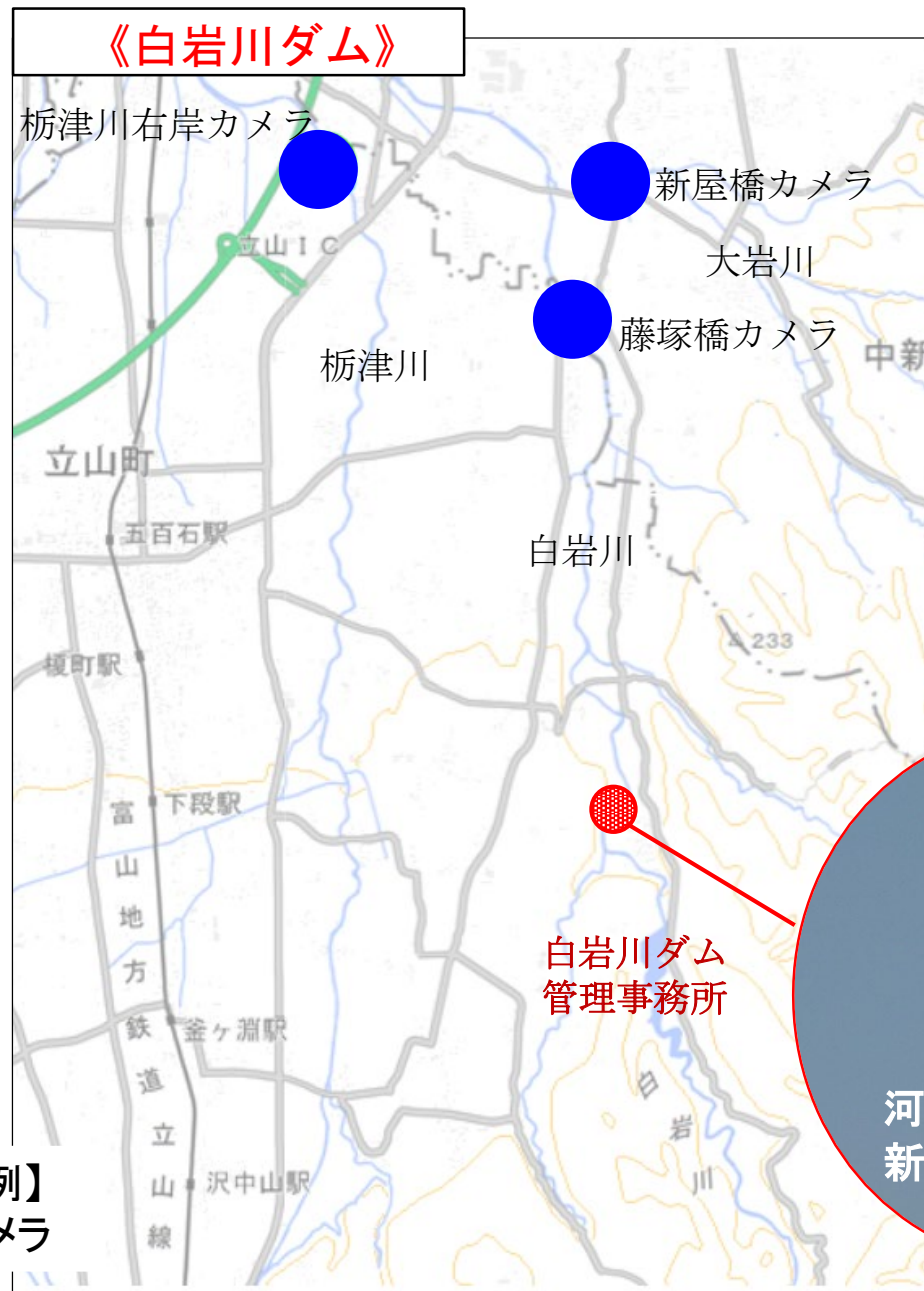 《白岩川ダム》
栃津川右岸カメラ
新屋橋カメラ
立山IC
大岩川
藤塚橋カメラ
中新
栃津川
立山町
五百石駅
白岩川
233
榎町駅
下段駅
富山地方鉄道立山線
白岩川ダム
管理事務所
釜ヶ淵駅
白岩川
河
新
沢中山駅
例】
メラ